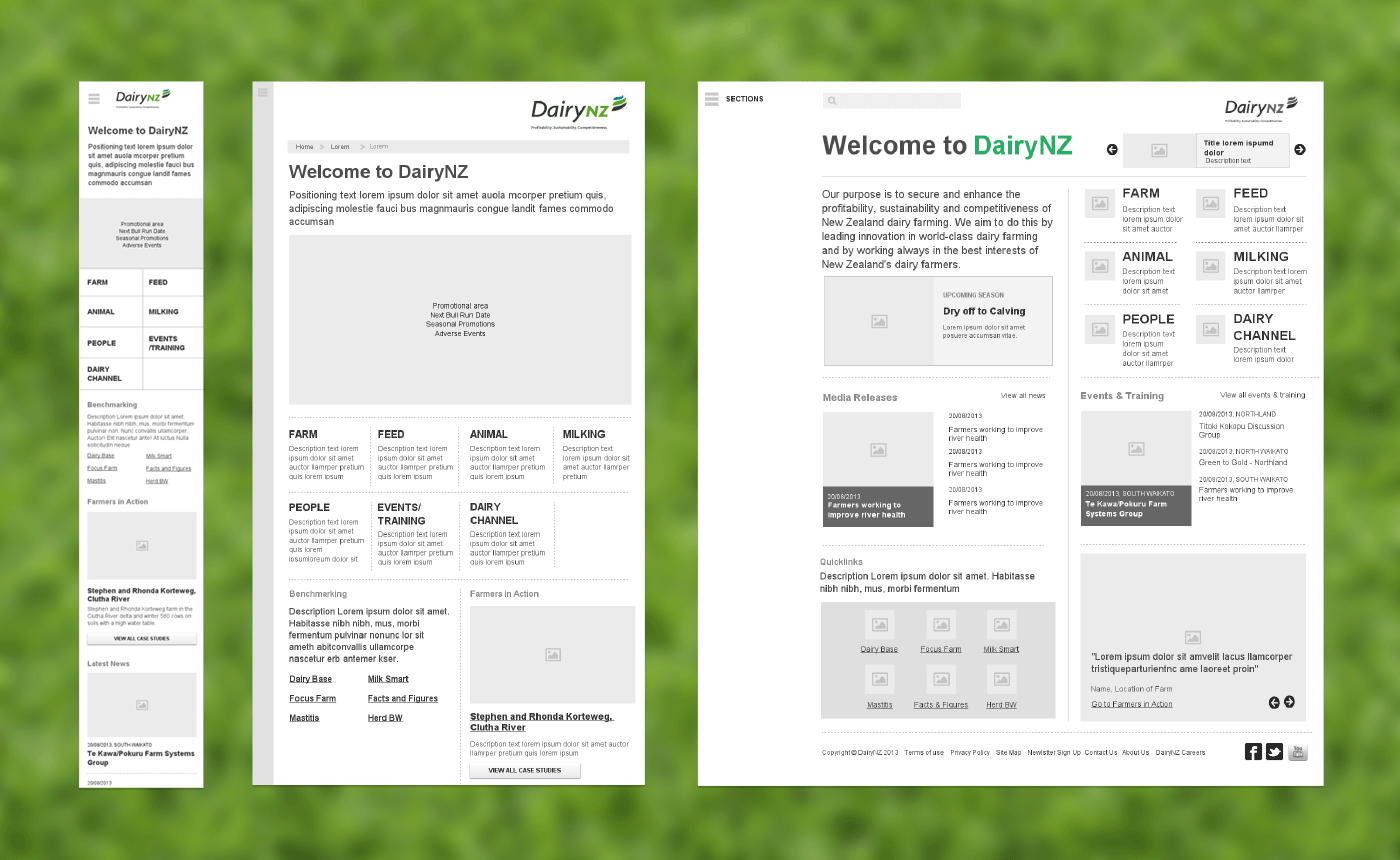 DairyNZ
Profitability. Sustainability. Competitiveness.
Welcome to DairyNZ
Positioning text lorem ipsum dolor
sit amet auola mcorper pretium
quis, adipiscing molestie fauci bus
magnmauris congue landit fames
commodo accumsan
Promotional area
Next Bull Run Date
Seasonal Promotions
Adverse Events
FARM
FEED
ANIMAL
MILKING
PEOPLE
EVENTS
/TRAINING
DAIRY
CHANNEL
Benchmarking
Description Lorem ipsum dolor sit amet.
Habitasse nibh nibh, mus, morbi fermentum
pulvinar non. Nunc convallis ullamcorper.
Auctor! Elit nascetur ante! At luctus Nulla
sollicitudin neque
Dairy Base
Milk Smart
Focus Farm
Facts and Figures
Mastitis
Herd BW
Farmers in Action
Stephen and Rhonda Korteweg,
Clutha River
Stephen and Rhonda Korteweg farm in the
Clutha River delta and winter 580 cows on
soils with a high water table.
VIEW ALL CASE STUDIES
Latest News
20/08/2013, SOUTH WAIKATO
Te Kawa/Pokuru Farm Systems
Group
20/08/2013
DairyNZ
Profitability. Sustainability. Competitiveness.
Home > Lorem > Lorem
Welcome to DairyNZ
Positioning text lorem ipsum dolor sit amet auola mcorper pretium quis,
adipiscing molestie fauci bus magnmauris congue landit fames commodo
accumsan
Promotional area
Next Bull Run Date
Seasonal Promotions
Adverse Events
FARM
Description text lorem
ipsum dolor sit amet
auctor llamrper pretium
quis lorem ipsum
FEED
Description text lorem
ipsum dolor sit amet
auctor llamrper pretium
quis lorem ipsum
ANIMAL
Description text lorem
ipsum dolor sit amet
auctor llamrper pretium
quis lorem ipsum
MILKING
Description text lorem
ipsum dolor sit amet
auctor llamrper
pretium
PEOPLE
Description text lorem
ipsum dolor sit amet
auctor llamrper pretium
quis lorem
ipsumloreum dolor sit
EVENTS/
TRAINING
Description text lorem
ipsum dolor sit amet
auctor llamrper pretium
quis lorem ipsum
DAIRY
CHANNEL
Description text lorem
ipsum dolor sit amet
auctor llamrper pretium
quis lorem ipsum
Benchmarking
Description Lorem ipsum dolor sit amet.
Habitasse nibh nibh, mus, morbi
fermentum pulvinar nonunc lor sit
ameth abitconvallis ullamcorpe
nascetur erb antemer kser.
Dairy Base
Milk Smart
Focus Farm
Facts and Figures
Mastitis
Herd BW
Farmers in Action
Stephen and Rhonda Korteweg,
Clutha River
Description text lorem ipsum dolor sit amet auctor
llamrper pretium quis lorem ipsum
VIEW ALL CASE STUDIES
SECTIONS
DairyNZ
Profitability. Sustainability. Competitiveness.
Welcome to DairyNZ
Title lorem ispumd
dolor
Description text
Our purpose is to secure and enhance the
profitability, sustainability and competitiveness of
New Zealand dairy farming. We aim to do this by
leading innovation in world-class dairy farming
and by working always in the best interests of
New Zealand's dairy farmers.
UPCOMING SEASON
Dry off to Calving
Lorem ipsum dolor sit amet
posuere accumsan vitae.
FARM
Description text
lorem ipsum dolor
sit amet auctor
FEED
Description text
lorem ipsum dolor sit
amet auctor llamrper
ANIMAL
Description text
lorem ipsum
dolor sit amet
MILKING
Description text lorem
ipsum dolor sit amet
auctor llamrper
PEOPLE
Description text
lorem ipsum
dolor sit amet
auctor llamrper
DAIRY
CHANNEL
Description text
lorem ipsum dolor
Media Releases
View all news
20/08/2013
Farmers working to
improve river health
20/08/2013
Farmers working to improve
river health
20/08/2013
Farmers working to improve
river health
20/08/2013
Farmers working to improve
river health
Events & Training
View all events & training
20/08/2013, SOUTH WAIKATO
Te Kawa/Pokuru Farm
Systems Group
20/08/2013, NORTHLAND
Titoki Kokopu Discussion
Group
20/08/2013, NORTH WAIKATO
Green to Gold - Northland
20/08/2013, SOUTH WAIKATO
Farmers working to improve
river health
Quicklinks
Description Lorem ipsum dolor sit amet. Habitasse
nibh nibh, mus, morbi fermentum
Dairy Base
Focus Farm
Milk Smart
Mastitis
Facts & Figures
Herd BW
"Lorem ipsum dolor sit amvelit lacus llamcorper
tristiqueparturientnc ame laoreet proin"
Name, Location of Farm
Go to Farmers in Action
Copyright © DairyNZ 2013 Terms of use Privacy Policy Site Map Newlstter Sign Up Contact Us About Us DairyNZ Careers
You
Tube